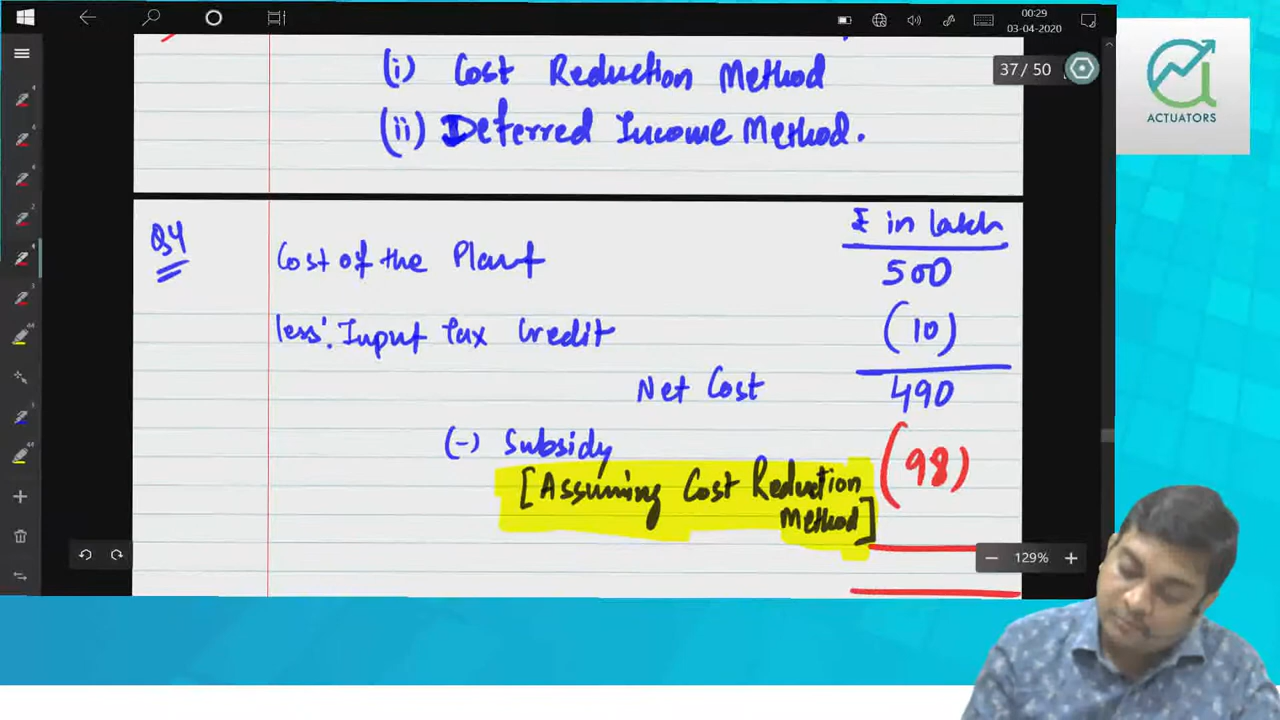 00:29
03-04-2020
37 / 50
ACTUATORS
(i) Cost Reduction Method
(ii) Deferred Income Method.
₹ in lakh
Q4
Cost of the Plant 500
less: Input Tax Credit (10)
Net Cost 490
(-) Subsidy (98)
[Assuming Cost Reduction
Method]
129%